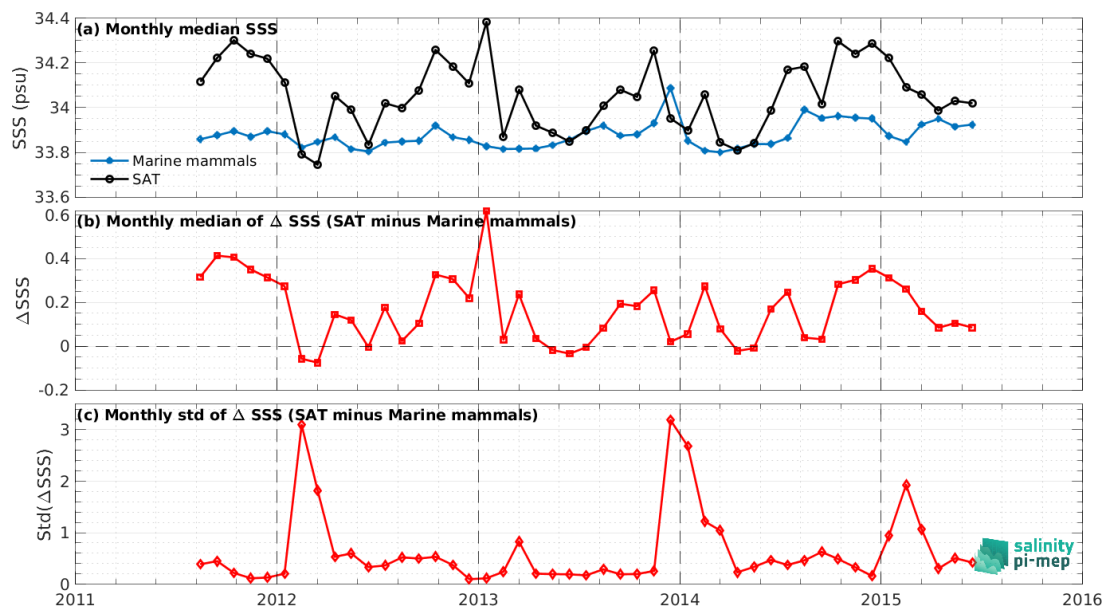 (a) Monthly median SSS
34.4
34.2
34
33.8
33.6
SSS (psu)
Marine mammals
SAT
(b) Monthly median of Δ SSS (SAT minus Marine mammals)
0.6
0.4
0.2
0
-0.2
ΔSSS
(c) Monthly std of Δ SSS (SAT minus Marine mammals)
3
2
1
0
Std(ΔSSS)
salinity
pi-mep
2011 2012 2013 2014 2015 2016